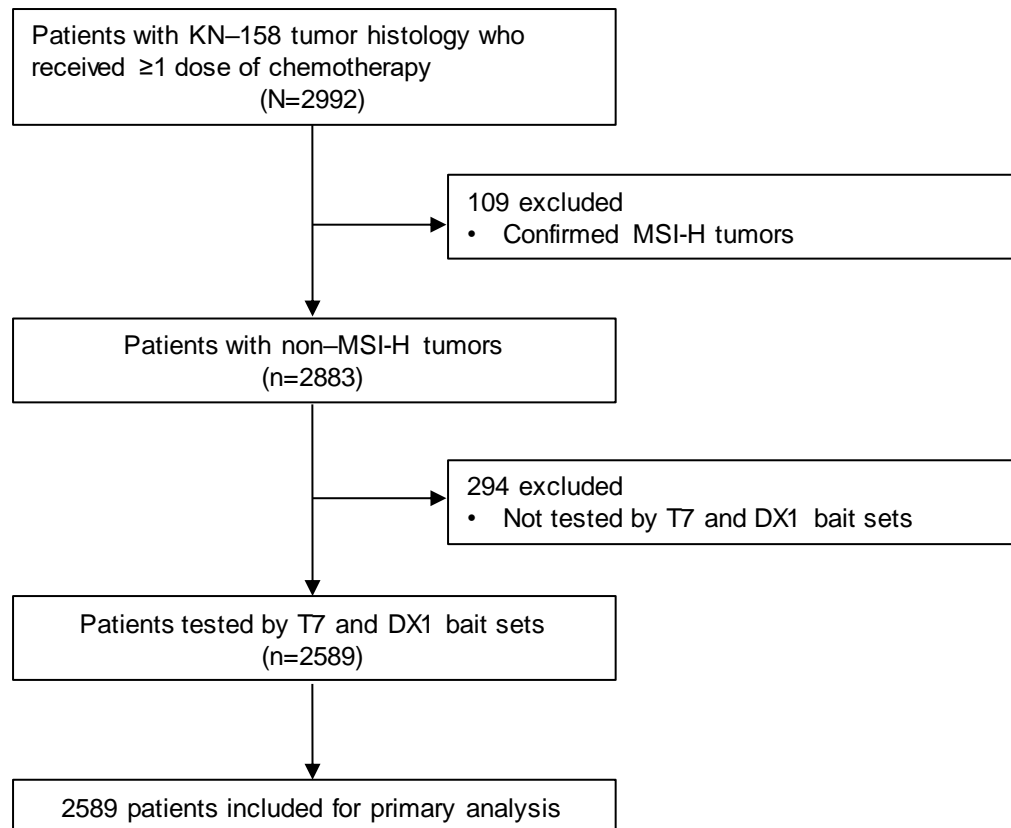 Patients with KN–158 tumor histology who
received ≥1 dose of chemotherapy
(N=2992)
109 excluded
• Confirmed MSI-H tumors
Patients with non–MSI-H tumors
(n=2883)
294 excluded
• Not tested by T7 and DX1 bait sets
Patients tested by T7 and DX1 bait sets
(n=2589)
2589 patients included for primary analysis